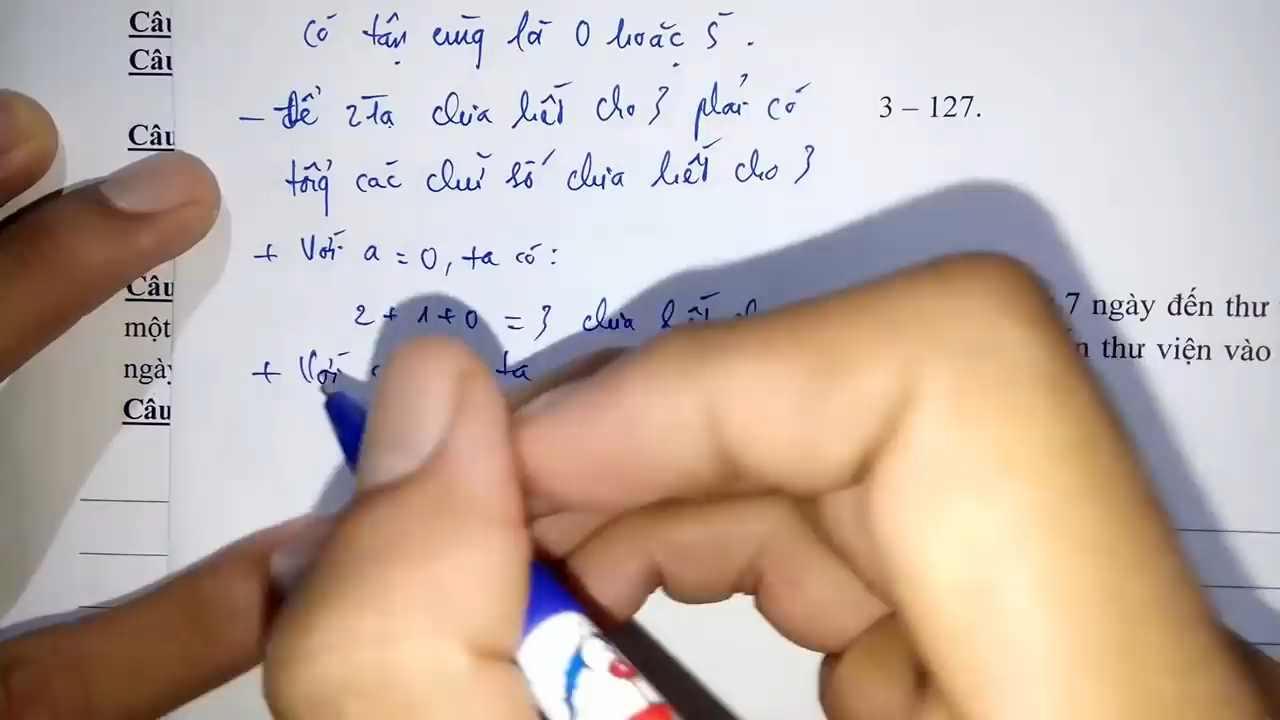 Câu
có tận cùng là 0 hoặc 5.
Câu
- Để chia hết cho 3 phải có
3 – 127.
Câu
tổng các chữ số chia hết cho 3
+ Với a = 0, ta có:
Câu
7 ngày đến thư
một
2 + 1 + 0 = 3 chia hết
thư viện vào
ngày
+ Với ta
Câu